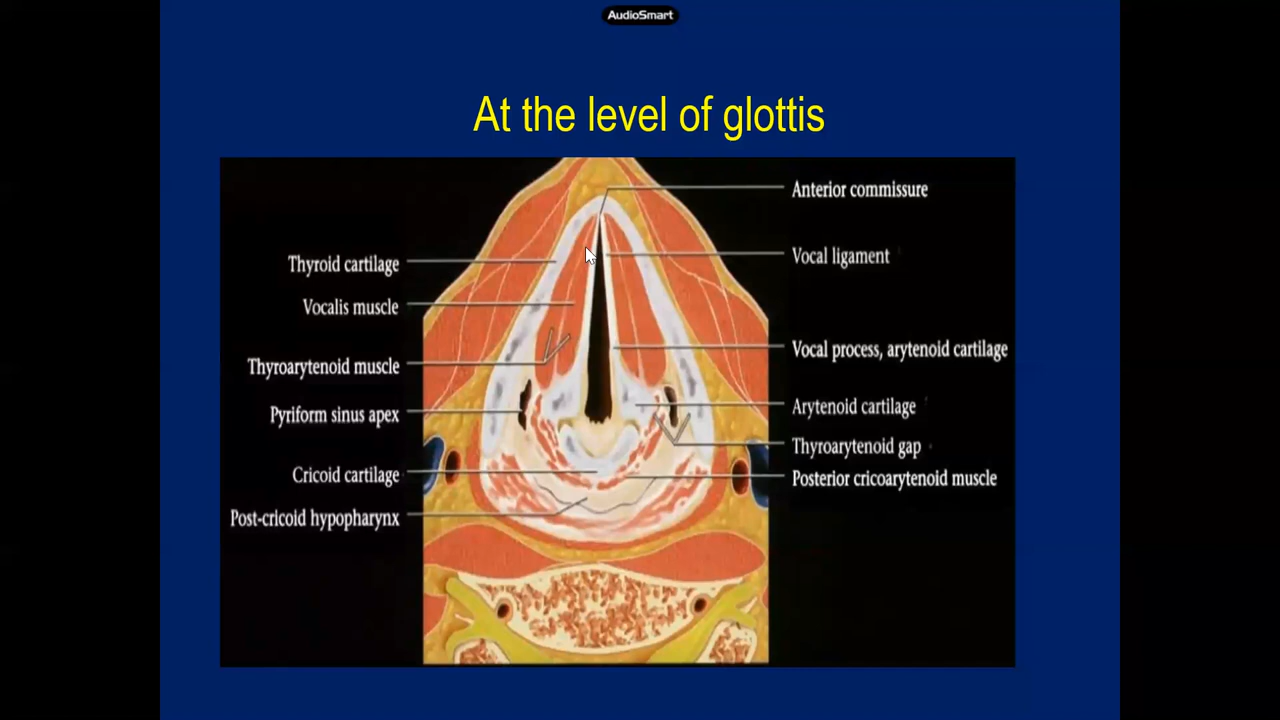 AudioSmart
At the level of glottis
Anterior commissure
Thyroid cartilage
Vocal ligament
Vocalis muscle
Thyroarytenoid muscle
Vocal process, arytenoid cartilage
Pyriform sinus apex
Arytenoid cartilage
Thyroarytenoid gap
Cricoid cartilage
Posterior cricoarytenoid muscle
Post-cricoid hypopharynx